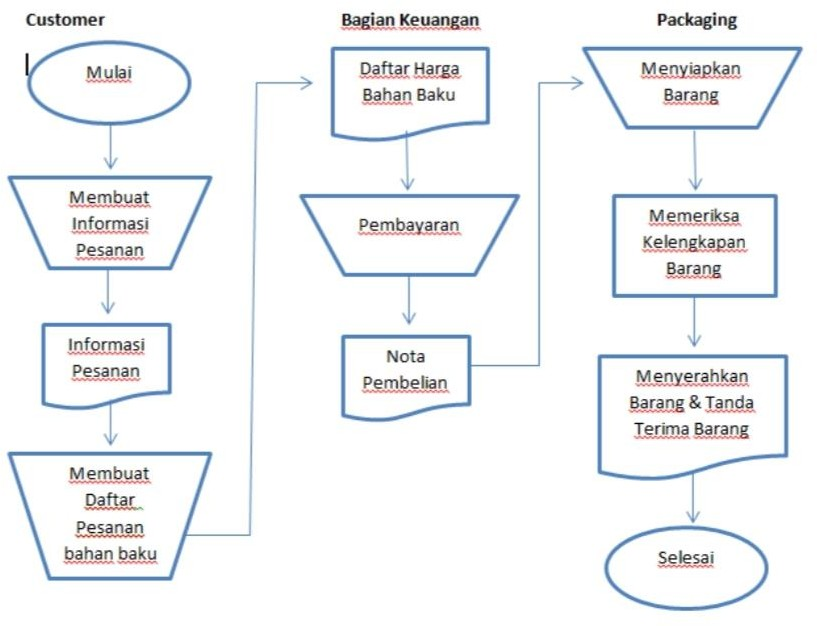 Customer
Mulai
Membuat
Informasi
Pesanan
Informasi
Pesanan
Membuat
Daftar
Pesanan
bahan baku
Bagian Keuangan
Daftar Harga
Bahan Baku
Pembayaran
Nota
Pembelian
Packaging
Menyiapkan
Barang
Memeriksa
Kelengkapan
Barang
Menyerahkan
Barang & Tanda
Terima Barang
Selesai